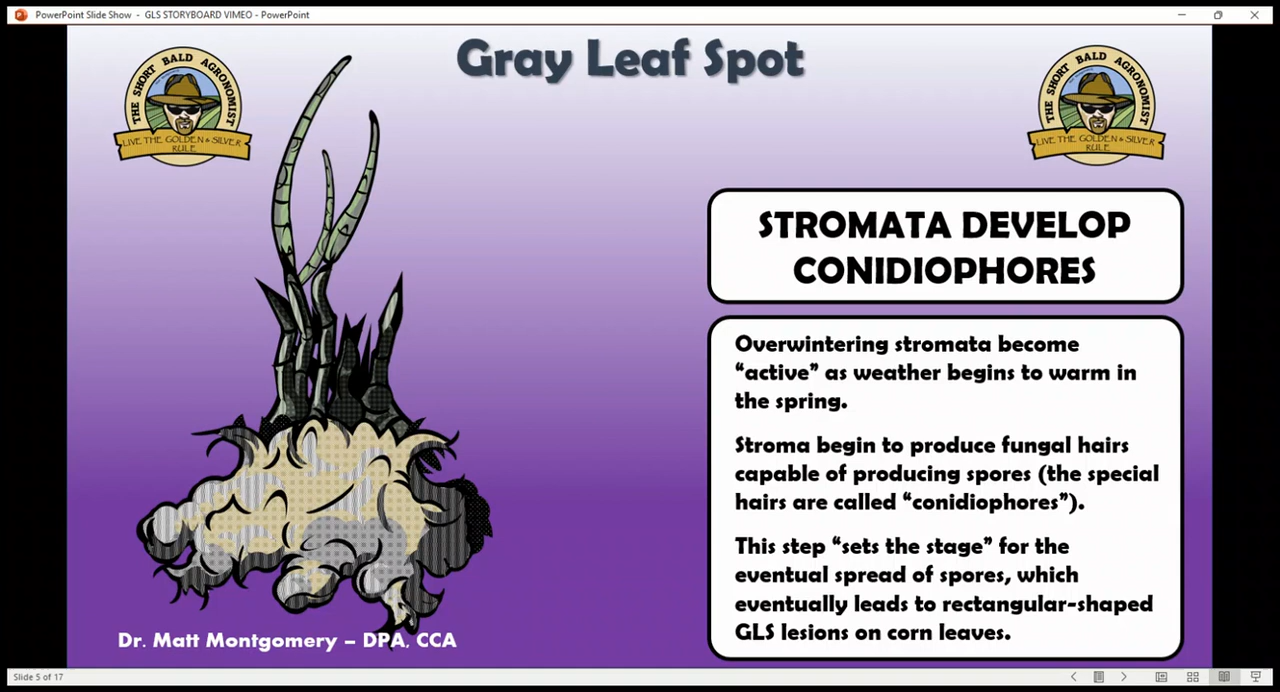 PowerPoint Slide Show - GLS STORYBOARD VIMEO - PowerPoint
Gray Leaf Spot
THE SHORT BALD AGRONOMIST
LIVE THE GOLDEN & SILVER
RULE
THE SHORT BALD AGRONOMIST
LIVE THE GOLDEN & SILVER
RULE
STROMATA DEVELOP
CONIDIOPHORES
Overwintering stromata become
“active” as weather begins to warm in
the spring.
Stroma begin to produce fungal hairs
capable of producing spores (the special
hairs are called “conidiophores”).
This step “sets the stage” for the
eventual spread of spores, which
eventually leads to rectangular-shaped
GLS lesions on corn leaves.
Dr. Matt Montgomery – DPA, CCA
Slide 5 of 17